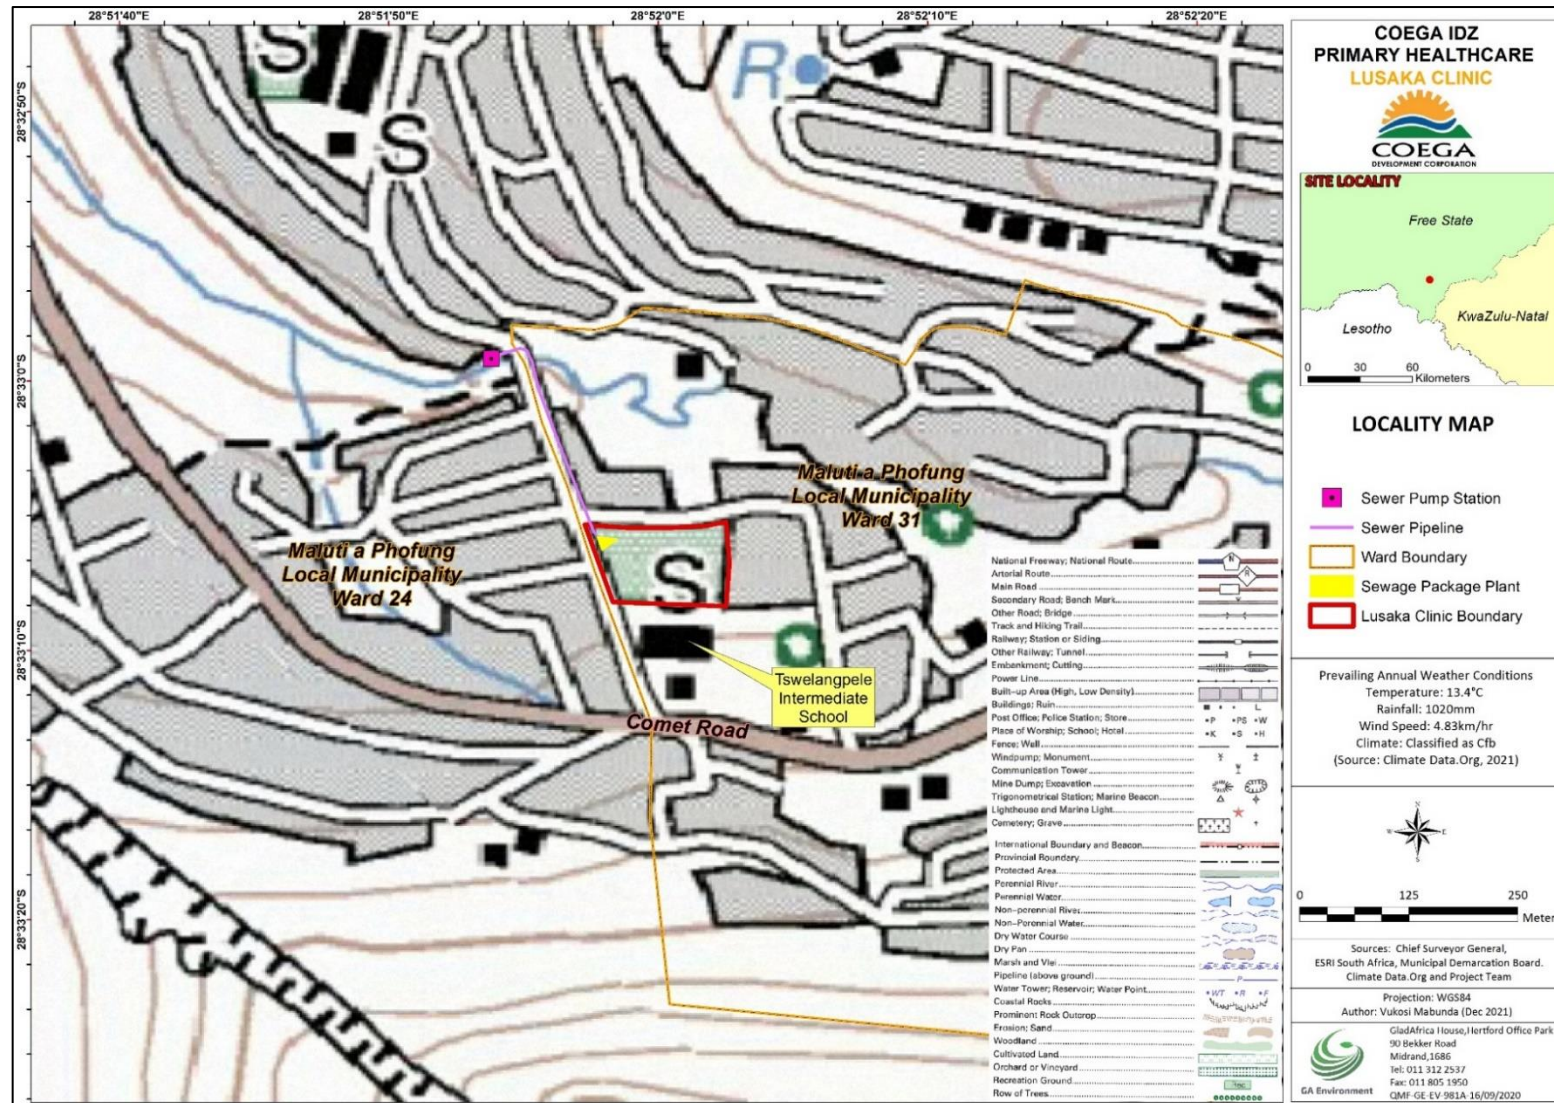 28°51'40"E
28°51'50"E
28°52'0"E
28°52'10"E
28°52'20"E
28°32'50"S
28°33'0"S
28°33'10"S
28°33'20"S
S
S
R
Maluti a Phofung
Local Municipality
Ward 31
Maluti a Phofung
Local Municipality
Ward 24
S
Tswelangpele
Intermediate
School
Comet Road
National Freeway; National Route
Arterial Route
Main Road
Secondary Road; Bench Mark
Other Road; Bridge
Track and Hiking Trail
Railway; Station or Siding
Other Railway; Tunnel
Embankment; Cutting
Power Line
Built-up Area (High, Low Density)
Buildings; Ruin
Post Office; Police Station; Store
•P •PS •W
Place of Worship; School; Hotel
•K •S •H
Fence; Wall
Windpump; Monument
Communication Tower
Mine Dump; Excavation
Trigonometrical Station; Marine Beacon
Lighthouse and Marine Light
Cemetery; Grave
International Boundary and Beacon
Provincial Boundary
Protected Area
Perennial River
Perennial Water
Non-perennial River
Non-Perennial Water
Dry Water Course
Dry Pan
Marsh and Vlei
Pipeline (above ground)
P
Water Tower; Reservoir; Water Point
•WT •R •F
Coastal Rocks
Prominent Rock Outcrop
Erosion; Sand
Woodland
Cultivated Land
Orchard or Vineyard
Recreation Ground
Row of Trees
COEGA IDZ
PRIMARY HEALTHCARE
LUSAKA CLINIC
COEGA
DEVELOPMENT CORPORATION
SITE LOCALITY
Free State
KwaZulu-Natal
Lesotho
0 30 60
Kilometers
LOCALITY MAP
Sewer Pump Station
Sewer Pipeline
Ward Boundary
Sewage Package Plant
Lusaka Clinic Boundary
Prevailing Annual Weather Conditions
Temperature: 13.4°C
Rainfall: 1020mm
Wind Speed: 4.83km/hr
Climate: Classified as Cfb
(Source: Climate Data.Org, 2021)
N
W E
S
0 125 250
Meter
Sources: Chief Surveyor General,
ESRI South Africa, Municipal Demarcation Board.
Climate Data.Org and Project Team
Projection: WGS84
Author: Vukosi Mabunda (Dec 2021)
GA Environment
GladAfrica House,Hertford Office Park
90 Bekker Road
Midrand,1686
Tel: 011 312 2537
Fax: 011 805 1950
QMF-GE-EV-981A-16/09/2020